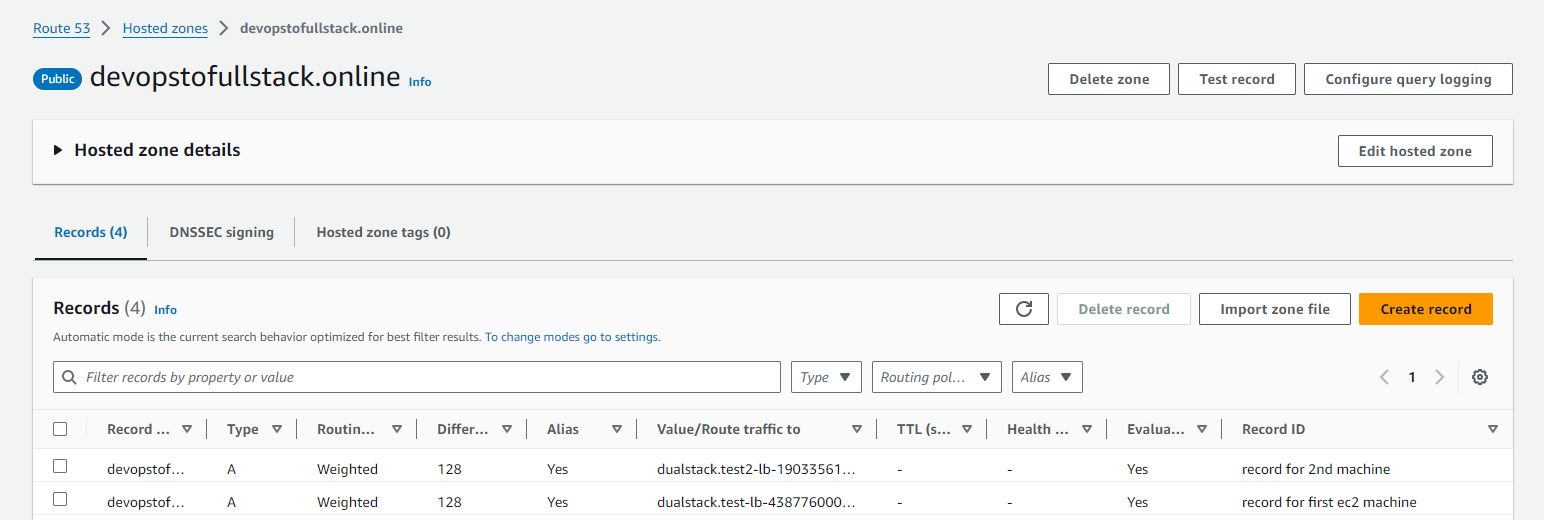 Route 53 > Hosted zones > devopstofullstack.online
Public devopstofullstack.online Info
Delete zone Test record Configure query logging
Hosted zone details Edit hosted zone
Records (4) DNSSEC signing Hosted zone tags (0)
Records (4) Info
Delete record Import zone file Create record
Automatic mode is the current search behavior optimized for best filter results. To change modes go to settings.
Filter records by property or value Type Routing pol... Alias 1
Record ... Type Routin... Differ... Alias Value/Route traffic to TTL (s... Health ... Evalua... Record ID
devopstof... A Weighted 128 Yes dualstack.test2-lb-19033561... - - Yes record for 2nd machine
devopstof... A Weighted 128 Yes dualstack.test-lb-438776000... - - Yes record for first ec2 machine